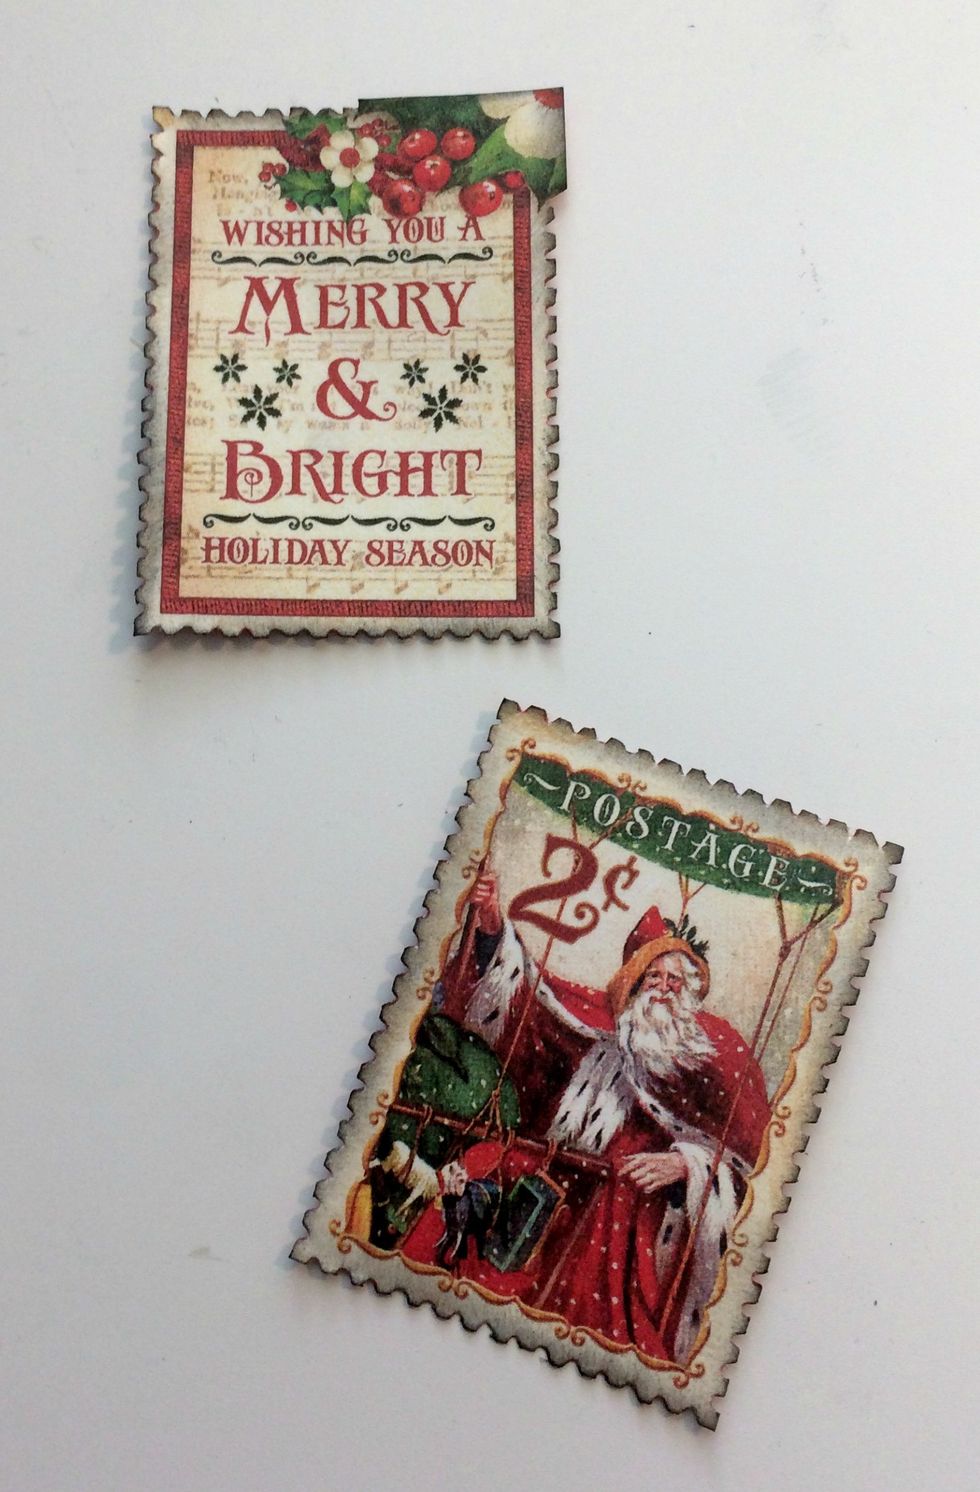 WISHING YOU A
MERRY
&
BRIGHT
HOLIDAY SEASON
POSTAGE
2¢